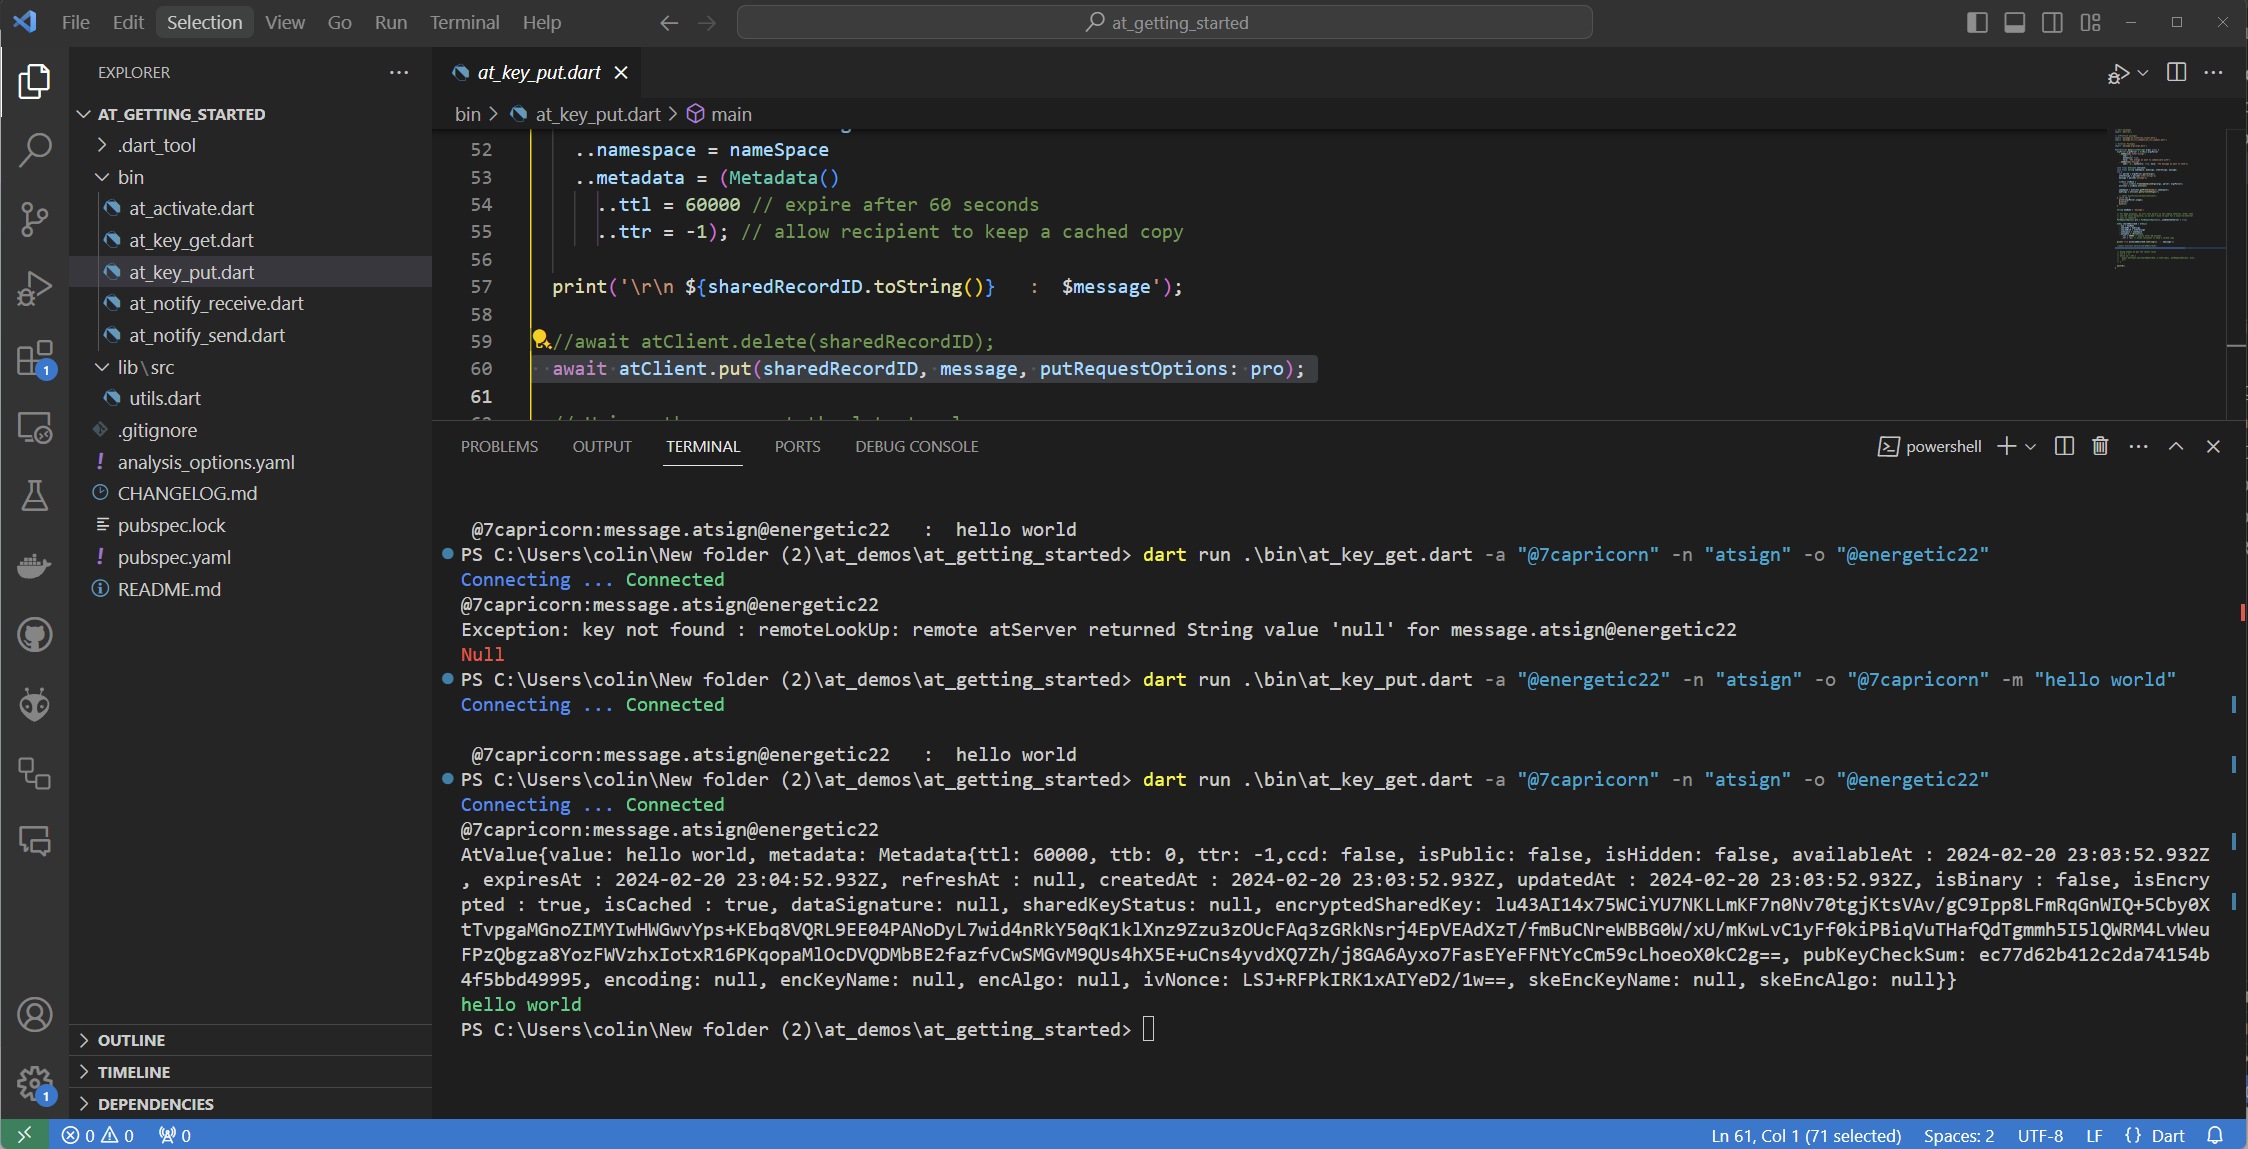 File Edit Selection View Go Run Terminal Help
at_getting_started
EXPLORER
AT_GETTING_STARTED
.dart_tool
bin
at_activate.dart
at_key_get.dart
at_key_put.dart
at_notify_receive.dart
at_notify_send.dart
lib\src
utils.dart
.gitignore
analysis_options.yaml
CHANGELOG.md
pubspec.lock
pubspec.yaml
README.md
OUTLINE
TIMELINE
DEPENDENCIES
1
1
at_key_put.dart
bin > at_key_put.dart > main
52 ..namespace = nameSpace
53 ..metadata = (Metadata()
54 ..ttl = 60000 // expire after 60 seconds
55 ..ttr = -1); // allow recipient to keep a cached copy
56
57 print('\r\n ${sharedRecordID.toString()}   :  $message');
58
59 //await atClient.delete(sharedRecordID);
60 await atClient.put(sharedRecordID, message, putRequestOptions: pro);
61
PROBLEMS OUTPUT TERMINAL PORTS DEBUG CONSOLE
powershell
@7capricorn:message.atsign@energetic22   :  hello world
PS C:\Users\colin\New folder (2)\at_demos\at_getting_started> dart run .\bin\at_key_get.dart -a "@7capricorn" -n "atsign" -o "@energetic22"
Connecting ... Connected
@7capricorn:message.atsign@energetic22
Exception: key not found : remoteLookUp: remote atServer returned String value 'null' for message.atsign@energetic22
Null
PS C:\Users\colin\New folder (2)\at_demos\at_getting_started> dart run .\bin\at_key_put.dart -a "@energetic22" -n "atsign" -o "@7capricorn" -m "hello world"
Connecting ... Connected
@7capricorn:message.atsign@energetic22   :  hello world
PS C:\Users\colin\New folder (2)\at_demos\at_getting_started> dart run .\bin\at_key_get.dart -a "@7capricorn" -n "atsign" -o "@energetic22"
Connecting ... Connected
@7capricorn:message.atsign@energetic22
AtValue{value: hello world, metadata: Metadata{ttl: 60000, ttb: 0, ttr: -1,ccd: false, isPublic: false, isHidden: false, availableAt : 2024-02-20 23:03:52.932Z
, expiresAt : 2024-02-20 23:04:52.932Z, refreshAt : null, createdAt : 2024-02-20 23:03:52.932Z, updatedAt : 2024-02-20 23:03:52.932Z, isBinary : false, isEncry
pted : true, isCached : true, dataSignature: null, sharedKeyStatus: null, encryptedSharedKey: lu43AI14x75WCiYU7NKLLmKF7n0Nv70tgjKtsVAv/gC9Ipp8LFmRqGnWIQ+5Cby0X
tTvpgaMGnoZIMYIwHWGwvYps+KEbq8VQRL9EE04PANoDyL7wid4nRkY50qK1klXnz9Zzu3zOUcFAq3zGRkNsrj4EpVEAdXzT/fmBuCNreWBBG0W/xU/mKwLvC1yFf0kiPBiqVuTHafQdTgmmh5I5lQWRM4LvWeu
FPzQbgza8YozFWVzhxIotxR16PKqopaMlOcDVQDMbBE2fazfvCwSMGvM9QUs4hX5E+uCns4yvdXQ7Zh/j8GA6Ayxo7FasEYeFFNtYcCm59cLhoeoX0kC2g==, pubKeyCheckSum: ec77d62b412c2da74154b
4f5bbd49995, encoding: null, encKeyName: null, encAlgo: null, ivNonce: LSJ+RFPkIRK1xAIYeD2/1w==, skeEncKeyName: null, skeEncAlgo: null}}
hello world
PS C:\Users\colin\New folder (2)\at_demos\at_getting_started>
0 0 0 Ln 61, Col 1 (71 selected) Spaces: 2 UTF-8 LF {} Dart